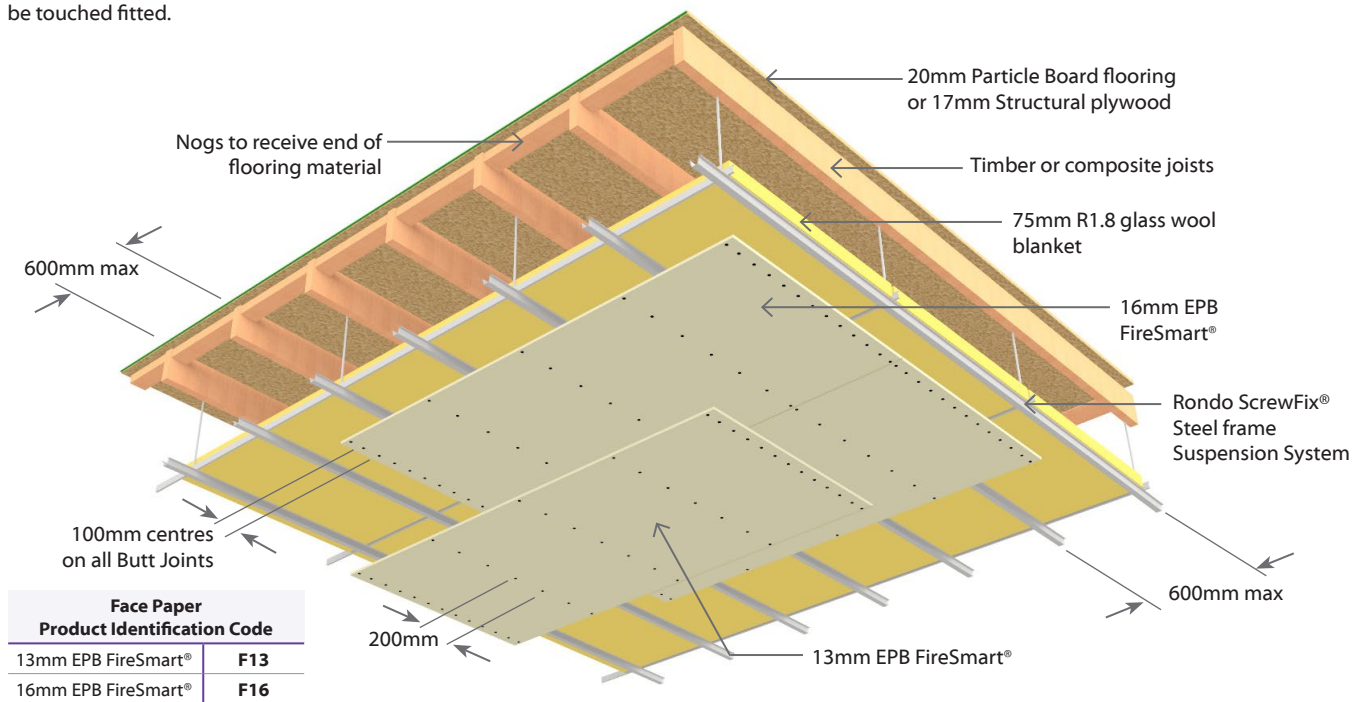 be touched fitted.
20mm Particle Board flooring
or 17mm Structural plywood
Nogs to receive end of
flooring material
Timber or composite joists
75mm R1.8 glass wool
blanket
600mm max
16mm EPB
FireSmart®
Rondo ScrewFix®
Steel frame
Suspension System
100mm centres
on all Butt Joints
600mm max
200mm
13mm EPB FireSmart®
Face Paper
Product Identification Code
13mm EPB FireSmart® F13
16mm EPB FireSmart® F16